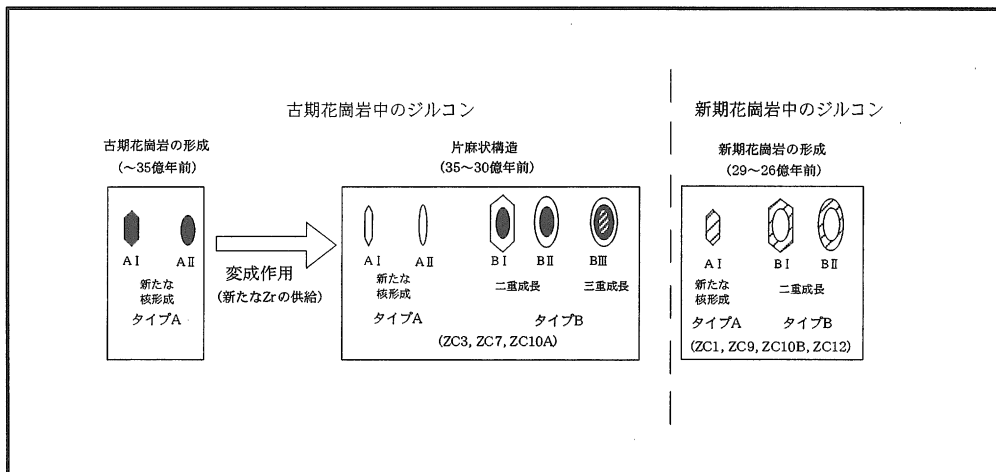 古期花崗岩中のジルコン
新期花崗岩中のジルコン
古期花崗岩の形成
(～35億年前)
AⅠ
AⅡ
新たな
核形成
タイプA
変成作用
(新たなZrの供給)
片麻状構造
(35～30億年前)
AⅠ
AⅡ
BⅠ
BⅡ
BⅢ
新たな
核形成
二重成長
三重成長
タイプA
タイプB
(ZC3, ZC7, ZC10A)
新期花崗岩の形成
(29～26億年前)
AⅠ
BⅠ
BⅡ
新たな
核形成
二重成長
タイプA
タイプB
(ZC1, ZC9, ZC10B, ZC12)